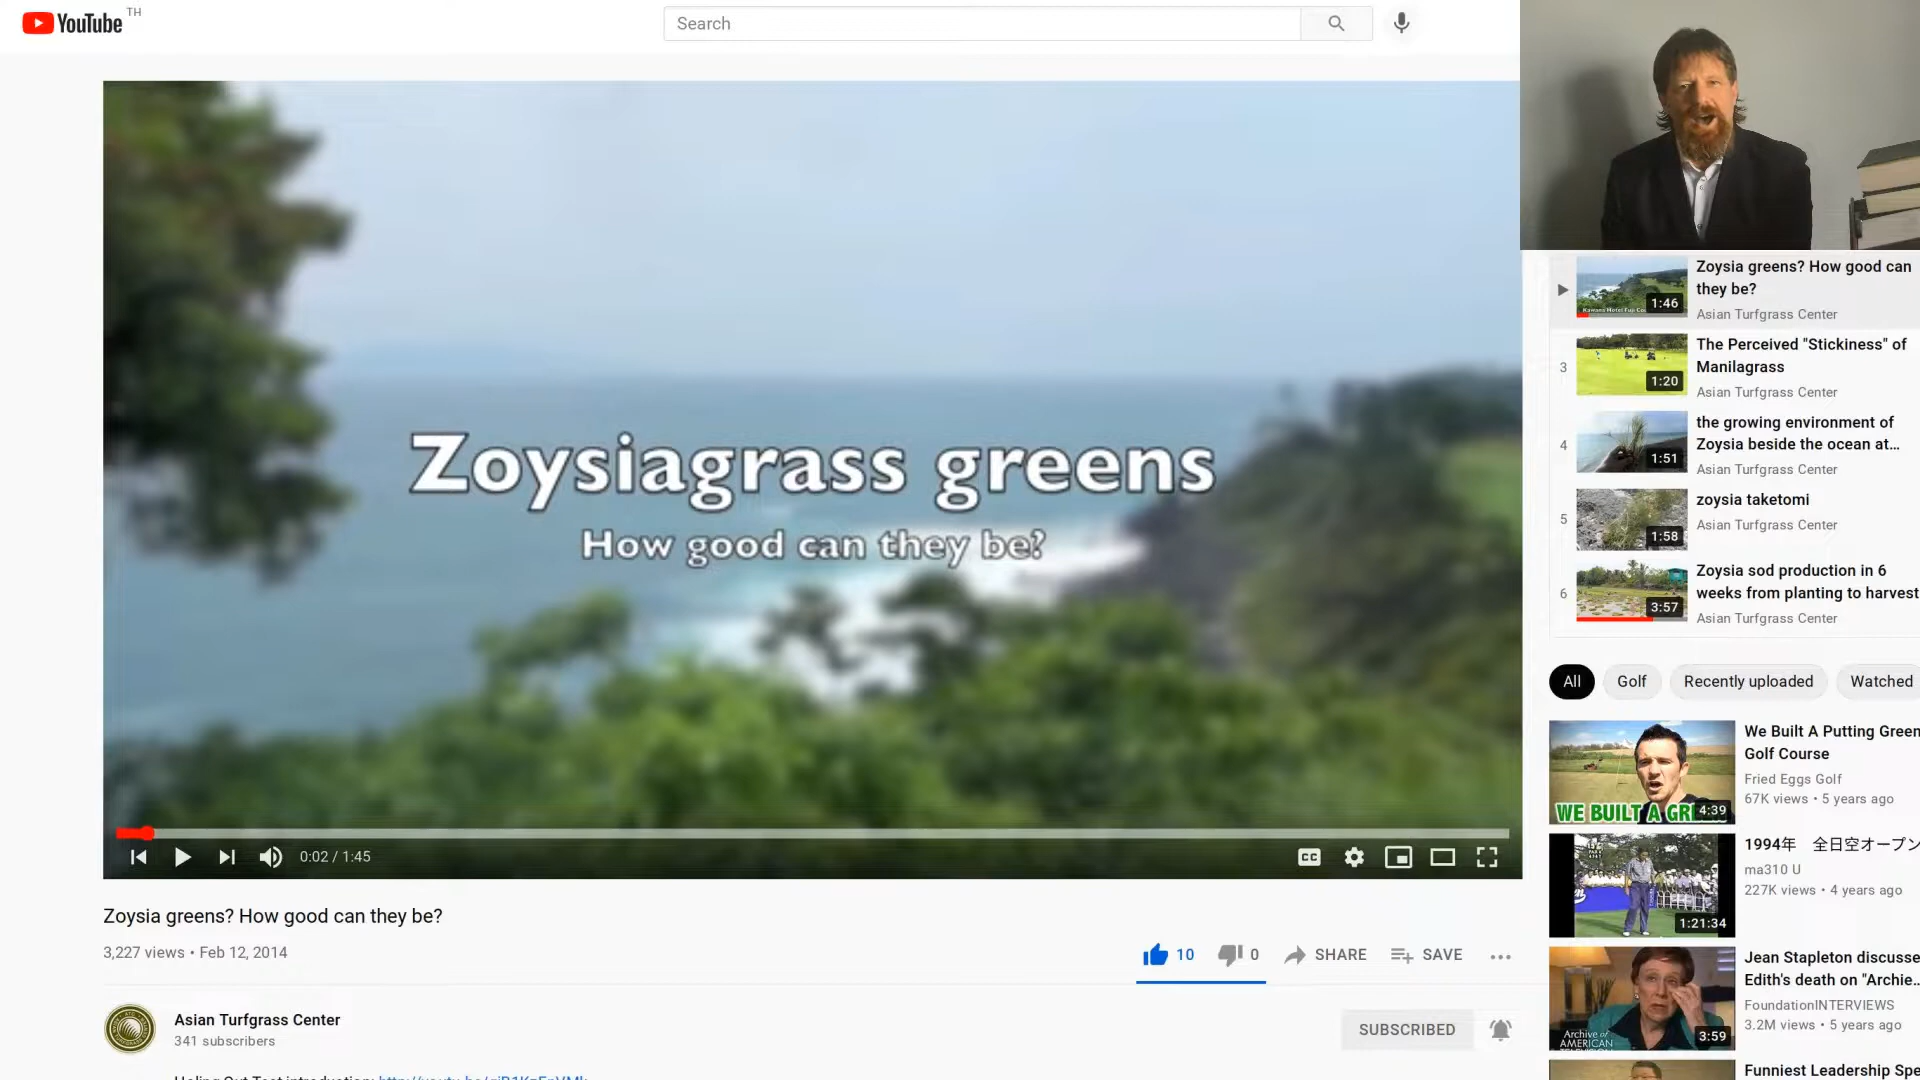 YouTube TH
Search
Zoysiagrass greens
How good can they be?
0:02 / 1:45
CC
Zoysia greens? How good can they be?
3,227 views • Feb 12, 2014
10
0
SHARE
SAVE
Asian Turfgrass Center
341 subscribers
SUBSCRIBED
Zoysia greens? How good can
they be?
Asian Turfgrass Center
1:46
3
The Perceived "Stickiness" of
Manilagrass
Asian Turfgrass Center
1:20
4
the growing environment of
Zoysia beside the ocean at...
Asian Turfgrass Center
1:51
5
zoysia taketomi
Asian Turfgrass Center
1:58
6
Zoysia sod production in 6
weeks from planting to harvest
Asian Turfgrass Center
3:57
All Golf Recently uploaded Watched
We Built A Putting Green
Golf Course
Fried Eggs Golf
67K views • 5 years ago
WE BUILT A
4:39
1994年　全日空オープン
ma310 U
227K views • 4 years ago
1:21:34
Jean Stapleton discusse
Edith's death on "Archie...
FoundationINTERVIEWS
3.2M views • 5 years ago
Archive of
AMERICAN
3:59
Funniest Leadership Spe